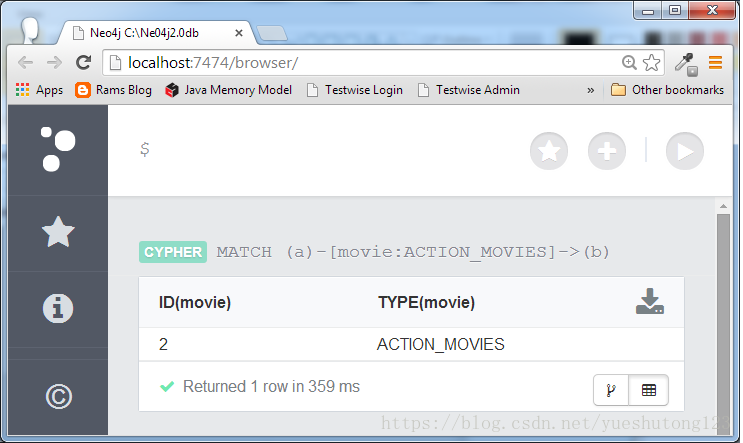 Neo4j C:\Ne04j2.0db
localhost:7474/browser/
Apps Rams Blog Java Memory Model Testwise Login Testwise Admin » Other bookmarks
$
CYPHER MATCH (a)-[movie:ACTION_MOVIES]->(b)
ID(movie) TYPE(movie)
2 ACTION_MOVIES
Returned 1 row in 359 ms
https://blog.csdn.net/yueshutong123